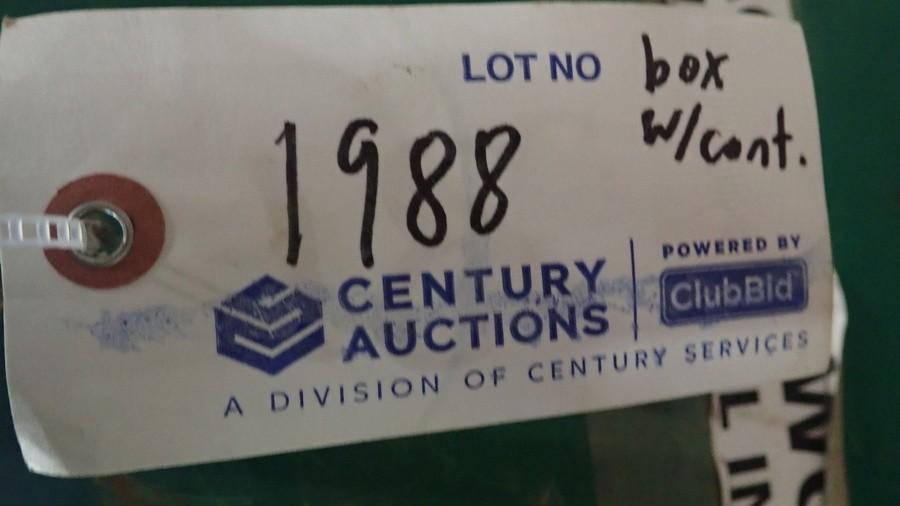 LOT NO box
w/cont.
1988
CENTURY
AUCTIONS
POWERED BY
ClubBid
A DIVISION OF CENTURY SERVICES